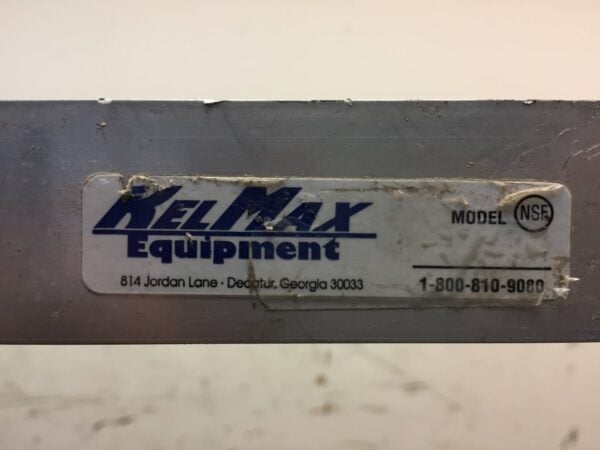 KelMax
Equipment
814 Jordan Lane · Decatur, Georgia 30033
MODEL NSF
1-800-810-9080